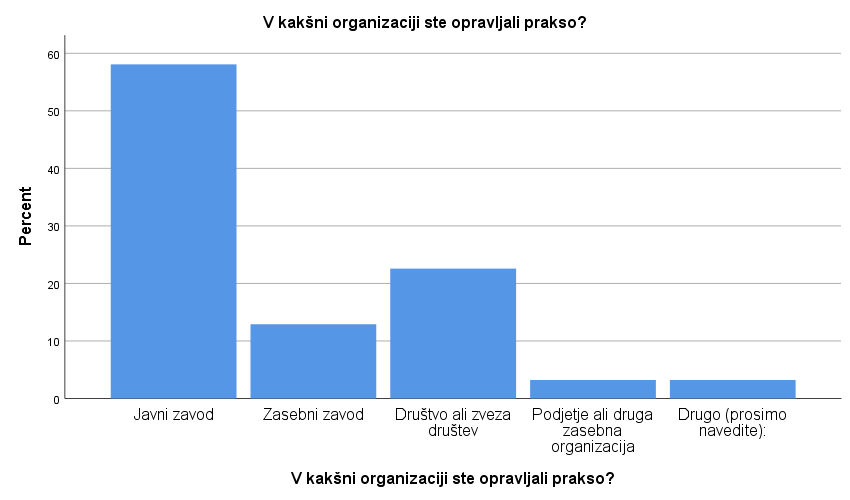 V kakšni organizaciji ste opravljali prakso?
60
50
40
30
20
10
0
Percent
Javni zavod
Zasebni zavod
Društvo ali zveza
društev
Podjetje ali druga
zasebna
organizacija
Drugo (prosimo
navedite):
V kakšni organizaciji ste opravljali prakso?